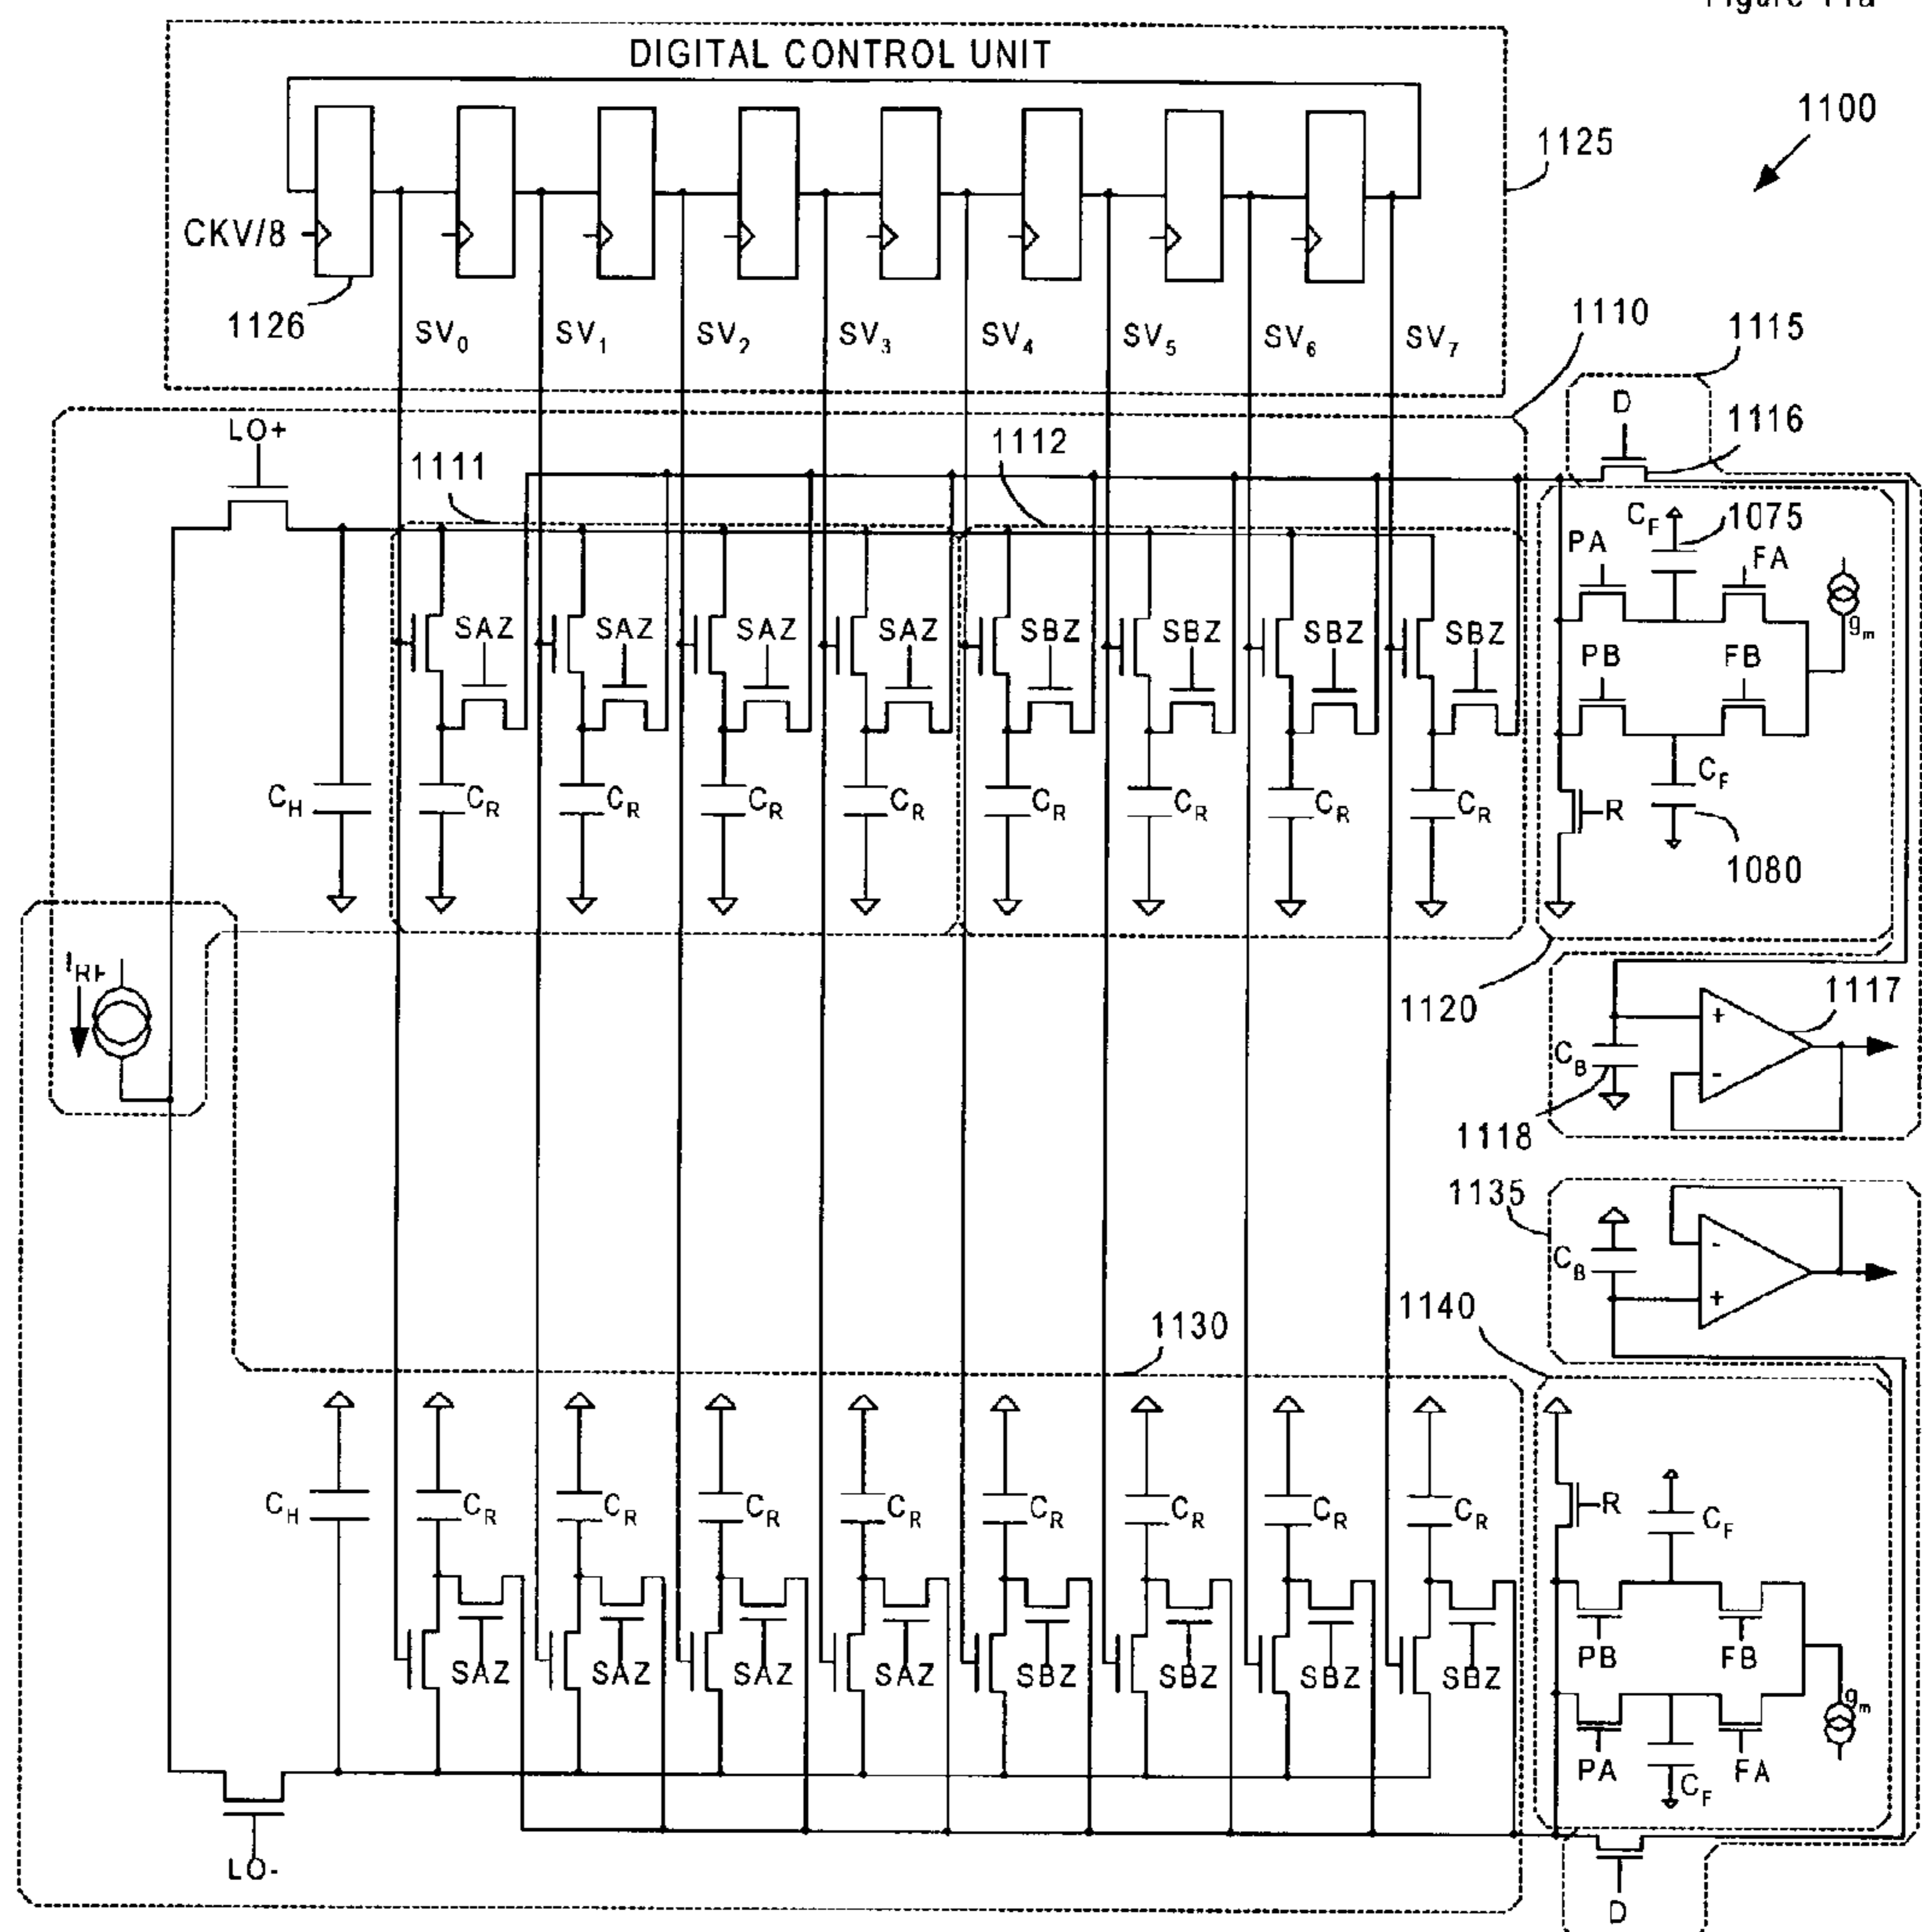 Figure 11a
DIGITAL CONTROL UNIT
1100
1125
CKV/8
1126
SV0 SV1 SV2 SV3 SV4 SV5 SV6 SV7
1110
1115
D
1116
LO+
1111
1112
CF 1075
PA FA
gm
SAZ SAZ SAZ SAZ SBZ SBZ SBZ SBZ
PB FB
CH CR CR CR CR CR CR CR CR
CF
R
1080
IRF
1120
1117
+
CB
-
1118
1135
-
CB
+
1140
1130
CH CR CR CR CR CR CR CR CR
R
CF
SAZ SAZ SAZ SAZ SBZ SBZ SBZ SBZ
PB FB
gm
PA CF FA
LO-
D